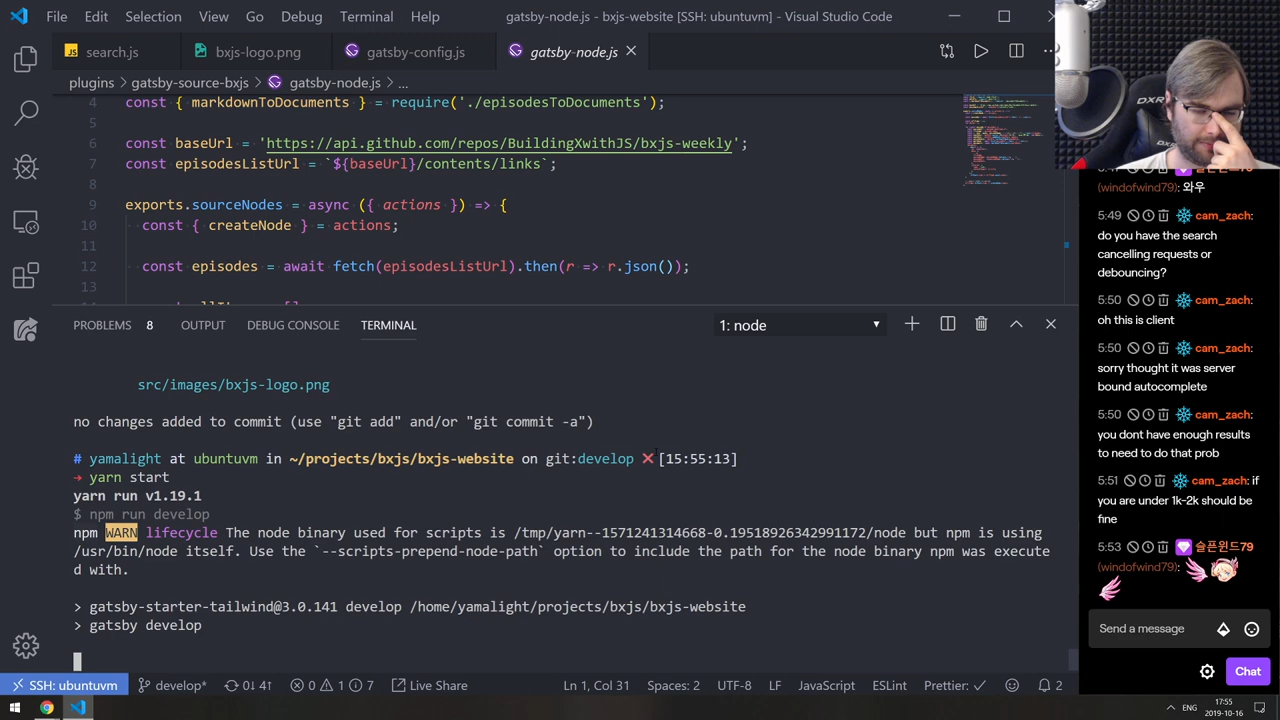 File Edit Selection View Go Debug Terminal Help
gatsby-node.js - bxjs-website [SSH: ubuntuvm] - Visual Studio Code
JS search.js
bxjs-logo.png
gatsby-config.js
gatsby-node.js
plugins › gatsby-source-bxjs › gatsby-node.js › ...
4 const { markdownToDocuments } = require('./episodesToDocuments');
5
6 const baseUrl = 'https://api.github.com/repos/BuildingXwithJS/bxjs-weekly';
7 const episodesListUrl = `${baseUrl}/contents/links`;
8
9 exports.sourceNodes = async ({ actions }) => {
10 const { createNode } = actions;
11
12 const episodes = await fetch(episodesListUrl).then(r => r.json());
13
PROBLEMS 8 OUTPUT DEBUG CONSOLE TERMINAL
1: node
src/images/bxjs-logo.png
no changes added to commit (use "git add" and/or "git commit -a")
# yamalight at ubuntuvm in ~/projects/bxjs/bxjs-website on git:develop ❌ [15:55:13]
→ yarn start
yarn run v1.19.1
$ npm run develop
npm WARN lifecycle The node binary used for scripts is /tmp/yarn--1571241314668-0.19518926342991172/node but npm is using
/usr/bin/node itself. Use the `--scripts-prepend-node-path` option to include the path for the node binary npm was execute
d with.
> gatsby-starter-tailwind@3.0.141 develop /home/yamalight/projects/bxjs/bxjs-website
> gatsby develop
SSH: ubuntuvm develop* 0↓ 4↑ 0 1 7 Live Share Ln 1, Col 31 Spaces: 2 UTF-8 LF JavaScript ESLint Prettier: ✓ 2
ENG 17:55
2019-10-16
DXR
DXR
(windofwind79): 와우
5:49 cam_zach:
do you have the search
cancelling requests or
debouncing?
5:50 cam_zach:
oh this is client
5:50 cam_zach:
sorry thought it was server
bound autocomplete
5:50 cam_zach:
you dont have enough results
to need to do that prob
5:51 cam_zach: if
you are under 1k-2k should be
fine
5:53 슬픈윈드79
(windofwind79):
Send a message
Chat